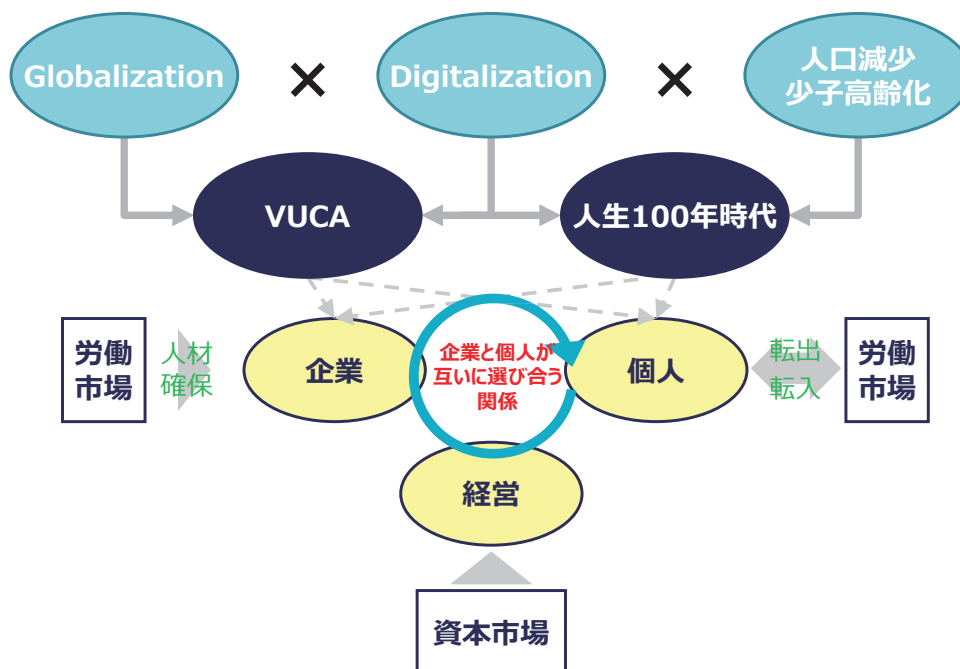 Globalization
×
Digitalization
×
人口減少
少子高齢化
VUCA
人生100年時代
労働
市場
人材
確保
企業
企業と個人が
互いに選び合う
関係
個人
転出
転入
労働
市場
経営
資本市場